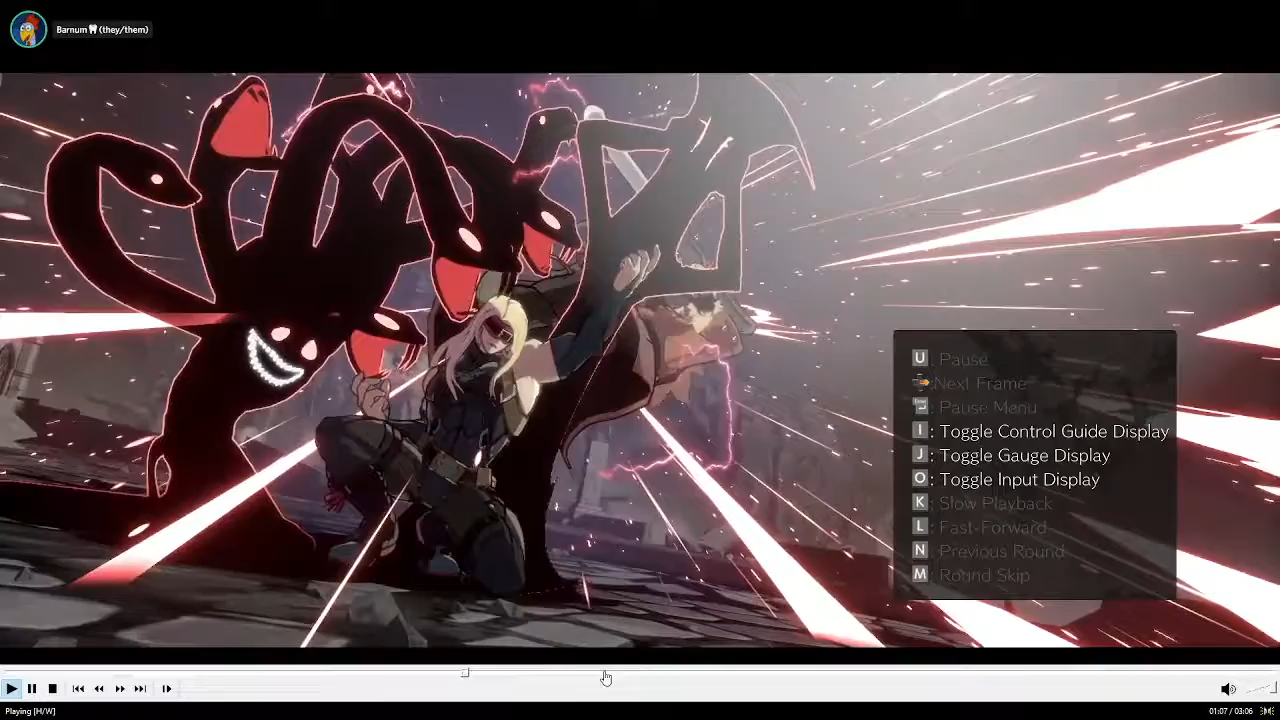 Barnum🦷(they/them)
U : Pause
: Next Frame
: Pause Menu
I : Toggle Control Guide Display
J : Toggle Gauge Display
O : Toggle Input Display
K : Slow Playback
L : Fast-Forward
N : Previous Round
M : Round Skip
Playing [H/W]
01:07 / 03:06